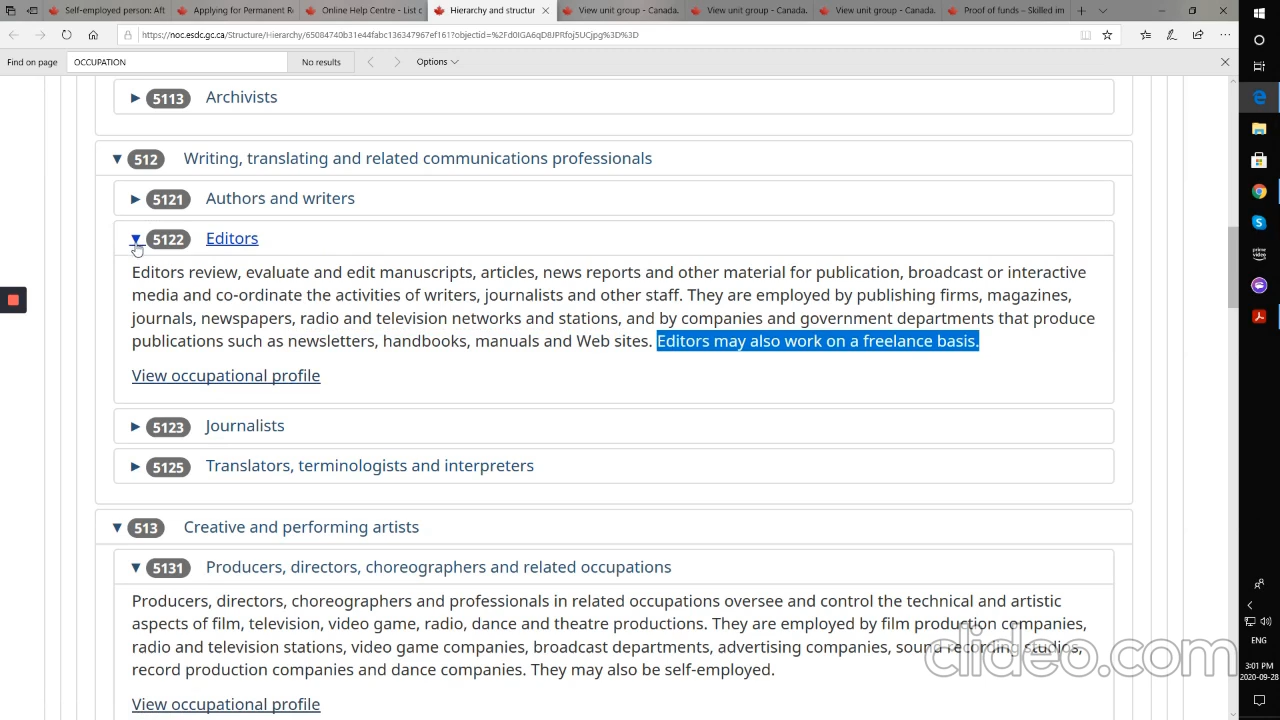 Self-employed person: Aft
Applying for Permanent R
Online Help Centre - List c
Hierarchy and structur
View unit group - Canada.
View unit group - Canada.
View unit group - Canada.
Proof of funds – Skilled im
https://noc.esdc.gc.ca/Structure/Hierarchy/65084740b31e44fabc136347967ef161?objectid=%2Fd0IGA6qD8JPRfoj5UCjpg%3D%3D
Find on page
OCCUPATION
No results
Options
5113 Archivists
512 Writing, translating and related communications professionals
5121 Authors and writers
5122 Editors
Editors review, evaluate and edit manuscripts, articles, news reports and other material for publication, broadcast or interactive
media and co-ordinate the activities of writers, journalists and other staff. They are employed by publishing firms, magazines,
journals, newspapers, radio and television networks and stations, and by companies and government departments that produce
publications such as newsletters, handbooks, manuals and Web sites. Editors may also work on a freelance basis.
View occupational profile
5123 Journalists
5125 Translators, terminologists and interpreters
513 Creative and performing artists
5131 Producers, directors, choreographers and related occupations
Producers, directors, choreographers and professionals in related occupations oversee and control the technical and artistic
aspects of film, television, video game, radio, dance and theatre productions. They are employed by film production companies,
radio and television stations, video game companies, broadcast departments, advertising companies, sound recording studios,
record production companies and dance companies. They may also be self-employed.
View occupational profile
clideo.com
prime video
ENG
3:01 PM
2020-09-28